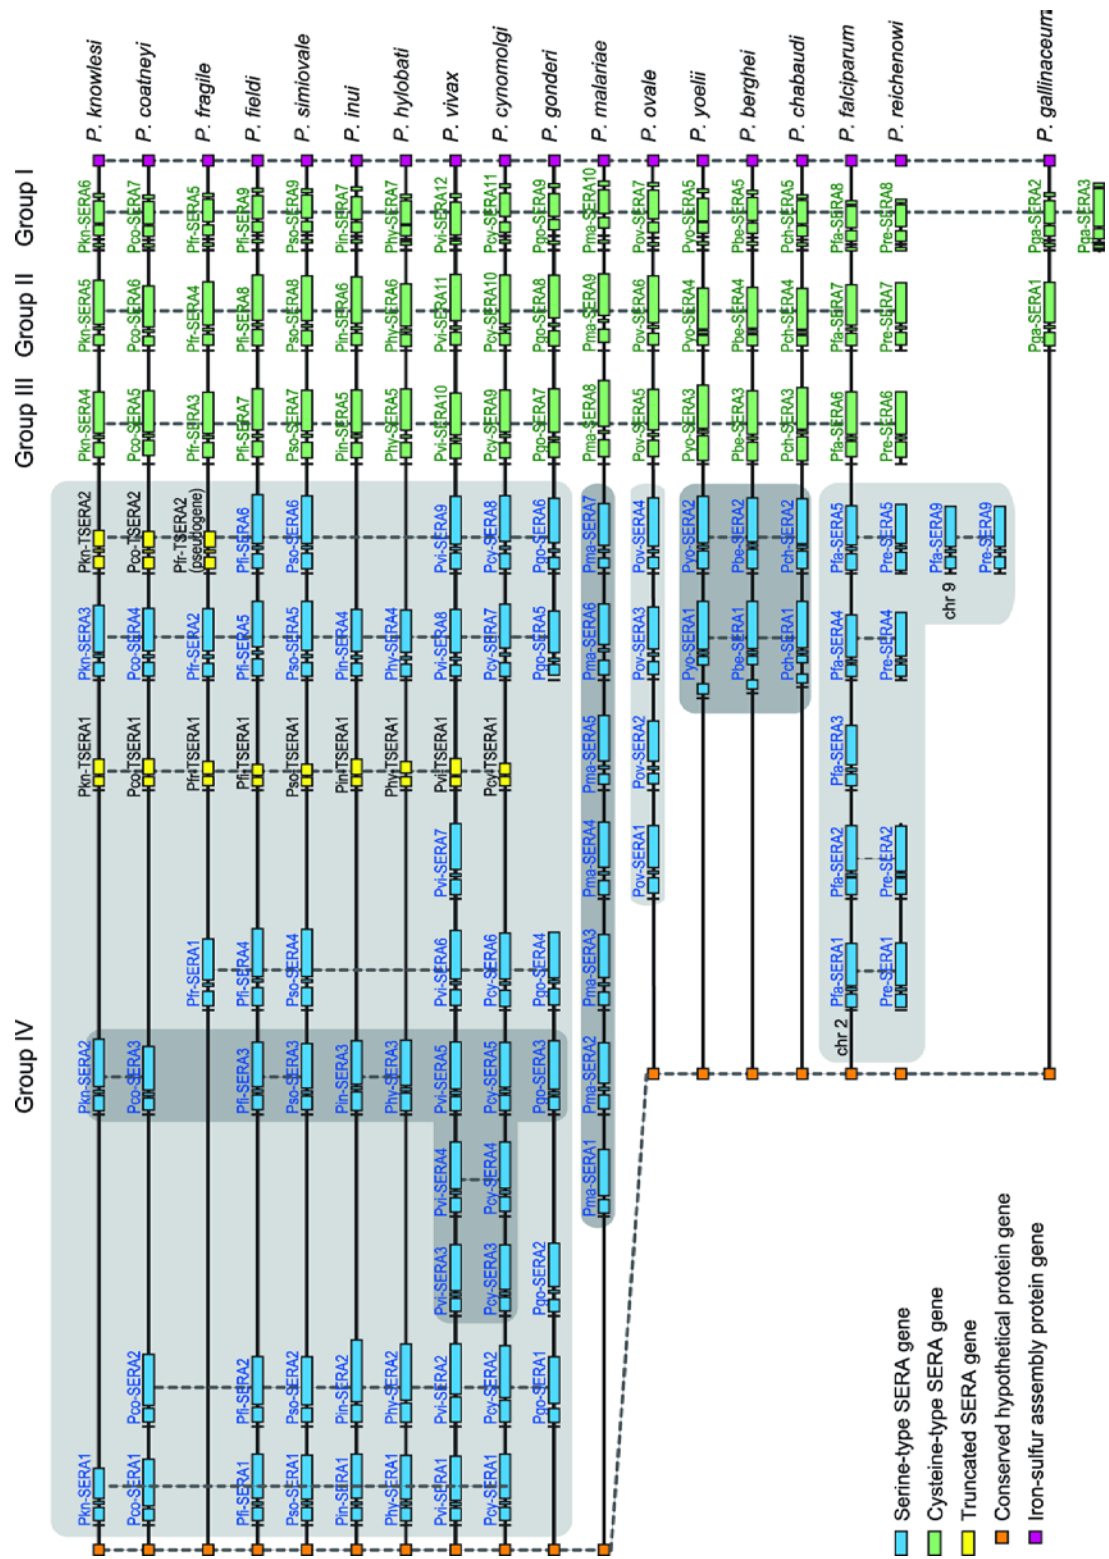 Group IV
Group III
Group II
Group I
Pkn-SERA1
Pkn-SERA2
Pkn-TSERA1
Pkn-SERA3
Pkn-TSERA2
Pkn-SERA4
Pkn-SERA5
Pkn-SERA6
P. knowlesi
Pco-SERA1
Pco-SERA2
Pco-SERA3
Pco-TSERA1
Pco-SERA4
Pco-TSERA2
Pco-SERA5
Pco-SERA6
Pco-SERA7
P. coatneyi
Pfr-SERA1
Pfr-TSERA1
Pfr-SERA2
Pfr-TSERA2
(pseudogene)
Pfr-SERA3
Pfr-SERA4
Pfr-SERA5
P. fragile
Pfi-SERA1
Pfi-SERA2
Pfi-SERA3
Pfi-SERA4
Pfi-TSERA1
Pfi-SERA5
Pfi-SERA6
Pfi-SERA7
Pfi-SERA8
Pfi-SERA9
P. fieldi
Pso-SERA1
Pso-SERA2
Pso-SERA3
Pso-SERA4
Pso-TSERA1
Pso-SERA5
Pso-SERA6
Pso-SERA7
Pso-SERA8
Pso-SERA9
P. simiovale
Pin-SERA1
Pin-SERA2
Pin-SERA3
Pin-TSERA1
Pin-SERA4
Pin-SERA5
Pin-SERA6
Pin-SERA7
P. inui
Phy-SERA1
Phy-SERA2
Phy-SERA3
Phy-TSERA1
Phy-SERA4
Phy-SERA5
Phy-SERA6
Phy-SERA7
P. hylobati
Pvi-SERA1
Pvi-SERA2
Pvi-SERA3
Pvi-SERA4
Pvi-SERA5
Pvi-SERA6
Pvi-SERA7
Pvi-TSERA1
Pvi-SERA8
Pvi-SERA9
Pvi-SERA10
Pvi-SERA11
Pvi-SERA12
P. vivax
Pcy-SERA1
Pcy-SERA2
Pcy-SERA3
Pcy-SERA4
Pcy-SERA5
Pcy-SERA6
Pcy-TSERA1
Pcy-SERA7
Pcy-SERA8
Pcy-SERA9
Pcy-SERA10
Pcy-SERA11
P. cynomolgi
Pgo-SERA1
Pgo-SERA2
Pgo-SERA3
Pgo-SERA4
Pgo-SERA5
Pgo-SERA6
Pgo-SERA7
Pgo-SERA8
Pgo-SERA9
P. gonderi
Pma-SERA1
Pma-SERA2
Pma-SERA3
Pma-SERA4
Pma-SERA5
Pma-SERA6
Pma-SERA7
Pma-SERA8
Pma-SERA9
Pma-SERA10
P. malariae
Pov-SERA1
Pov-SERA2
Pov-SERA3
Pov-SERA4
Pov-SERA5
Pov-SERA6
Pov-SERA7
P. ovale
Pyo-SERA1
Pyo-SERA2
Pyo-SERA3
Pyo-SERA4
Pyo-SERA5
P. yoelii
Pbe-SERA1
Pbe-SERA2
Pbe-SERA3
Pbe-SERA4
Pbe-SERA5
P. berghei
Pch-SERA1
Pch-SERA2
Pch-SERA3
Pch-SERA4
Pch-SERA5
P. chabaudi
chr 2
Pfa-SERA1
Pfa-SERA2
Pfa-SERA3
Pfa-SERA4
Pfa-SERA5
Pfa-SERA6
Pfa-SERA7
Pfa-SERA8
P. falciparum
Pre-SERA1
Pre-SERA2
Pre-SERA4
Pre-SERA5
Pre-SERA6
Pre-SERA7
Pre-SERA8
P. reichenowi
chr 9
Pfa-SERA9
Pre-SERA9
Pga-SERA1
Pga-SERA2
P. gallinaceum
Pga-SERA3
Serine-type SERA gene
Cysteine-type SERA gene
Truncated SERA gene
Conserved hypothetical protein gene
Iron-sulfur assembly protein gene